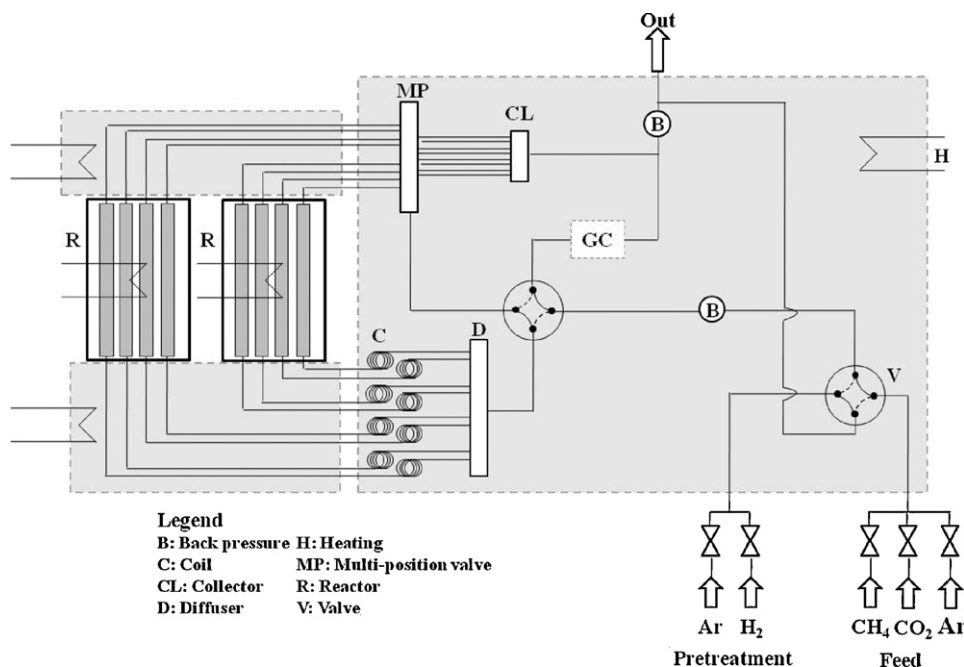 Out
MP
CL
B
H
R
R
GC
C
D
B
V
Legend
B: Back pressure H: Heating
C: Coil MP: Multi-position valve
CL: Collector R: Reactor
D: Diffuser V: Valve
Ar H2 CH4 CO2 Ar
Pretreatment Feed